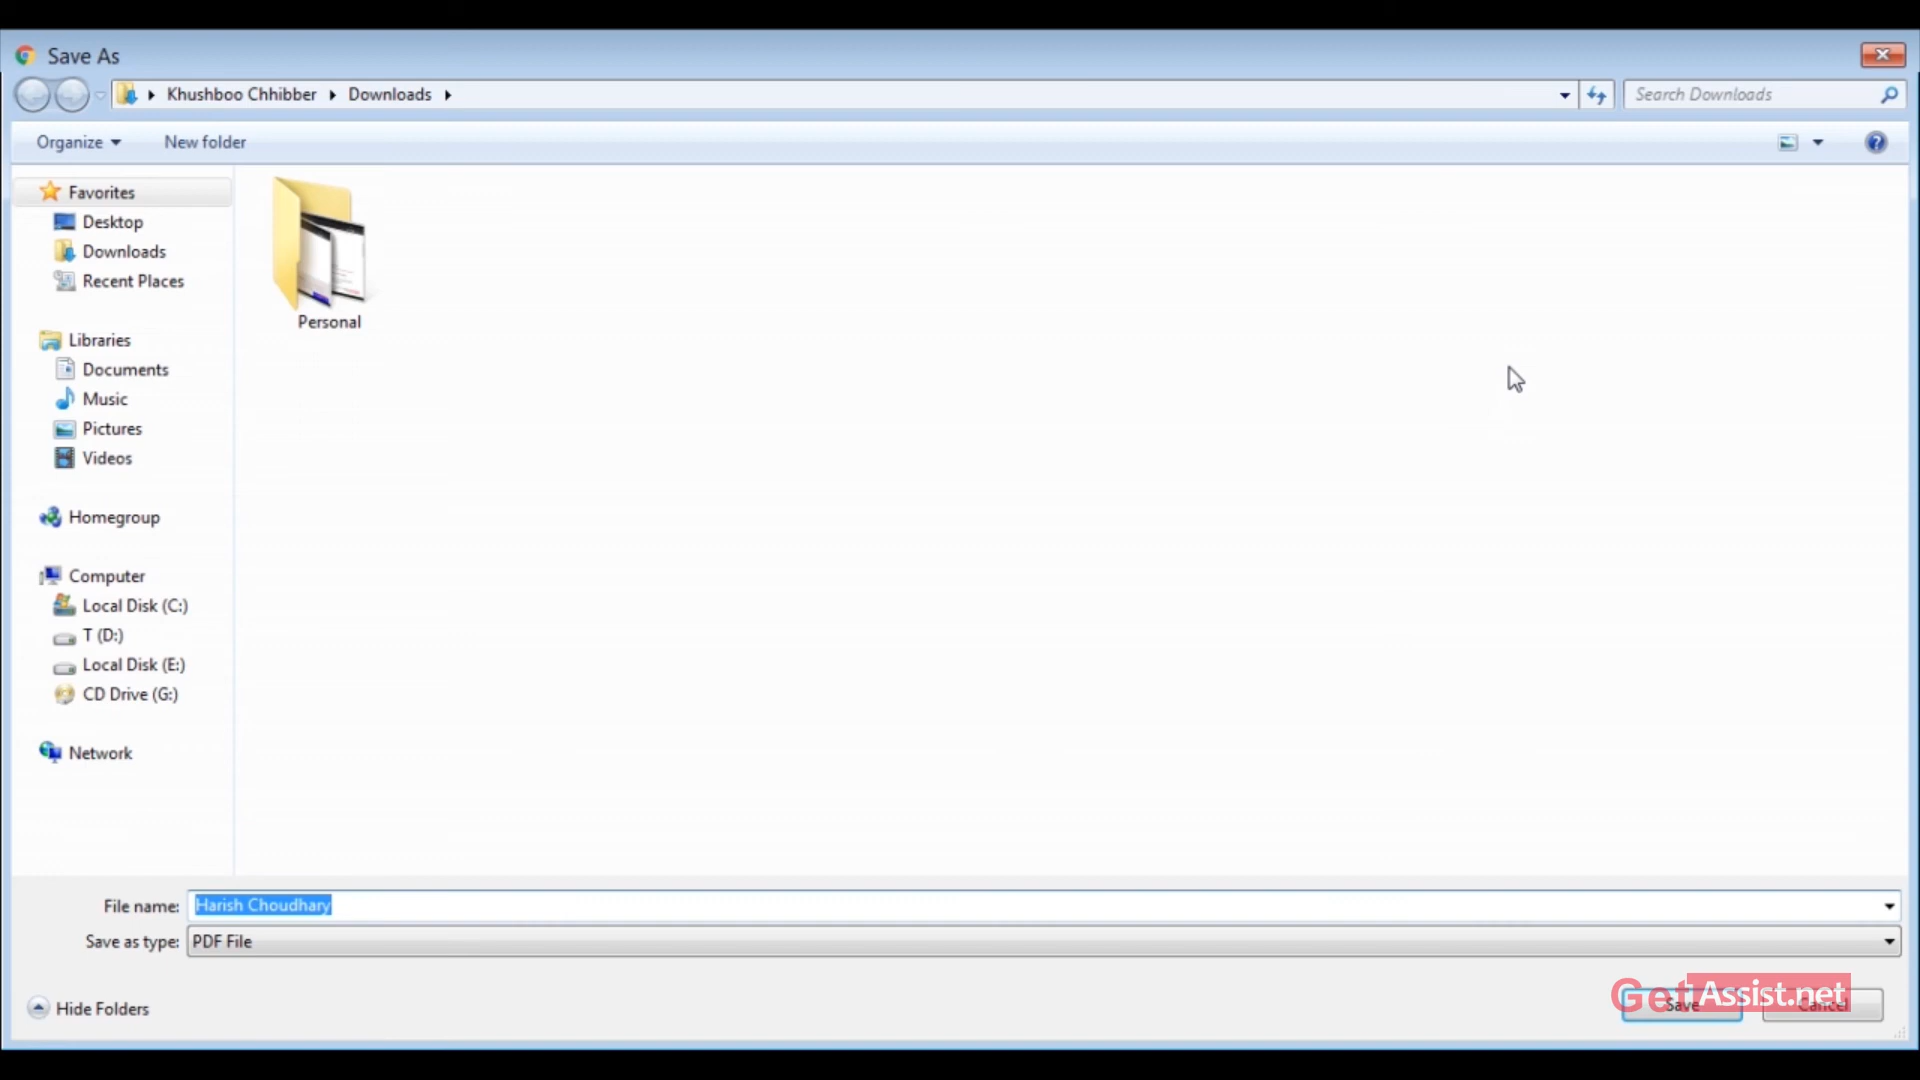 Save As
Khushboo Chhibber Downloads
Search Downloads
Organize New folder
Favorites
Desktop
Downloads
Recent Places
Personal
Libraries
Documents
Music
Pictures
Videos
Homegroup
Computer
Local Disk (C:)
T (D:)
Local Disk (E:)
CD Drive (G:)
Network
File name: Harish Choudhary
Save as type: PDF File
Hide Folders
GetAssist.net
Save Cancel